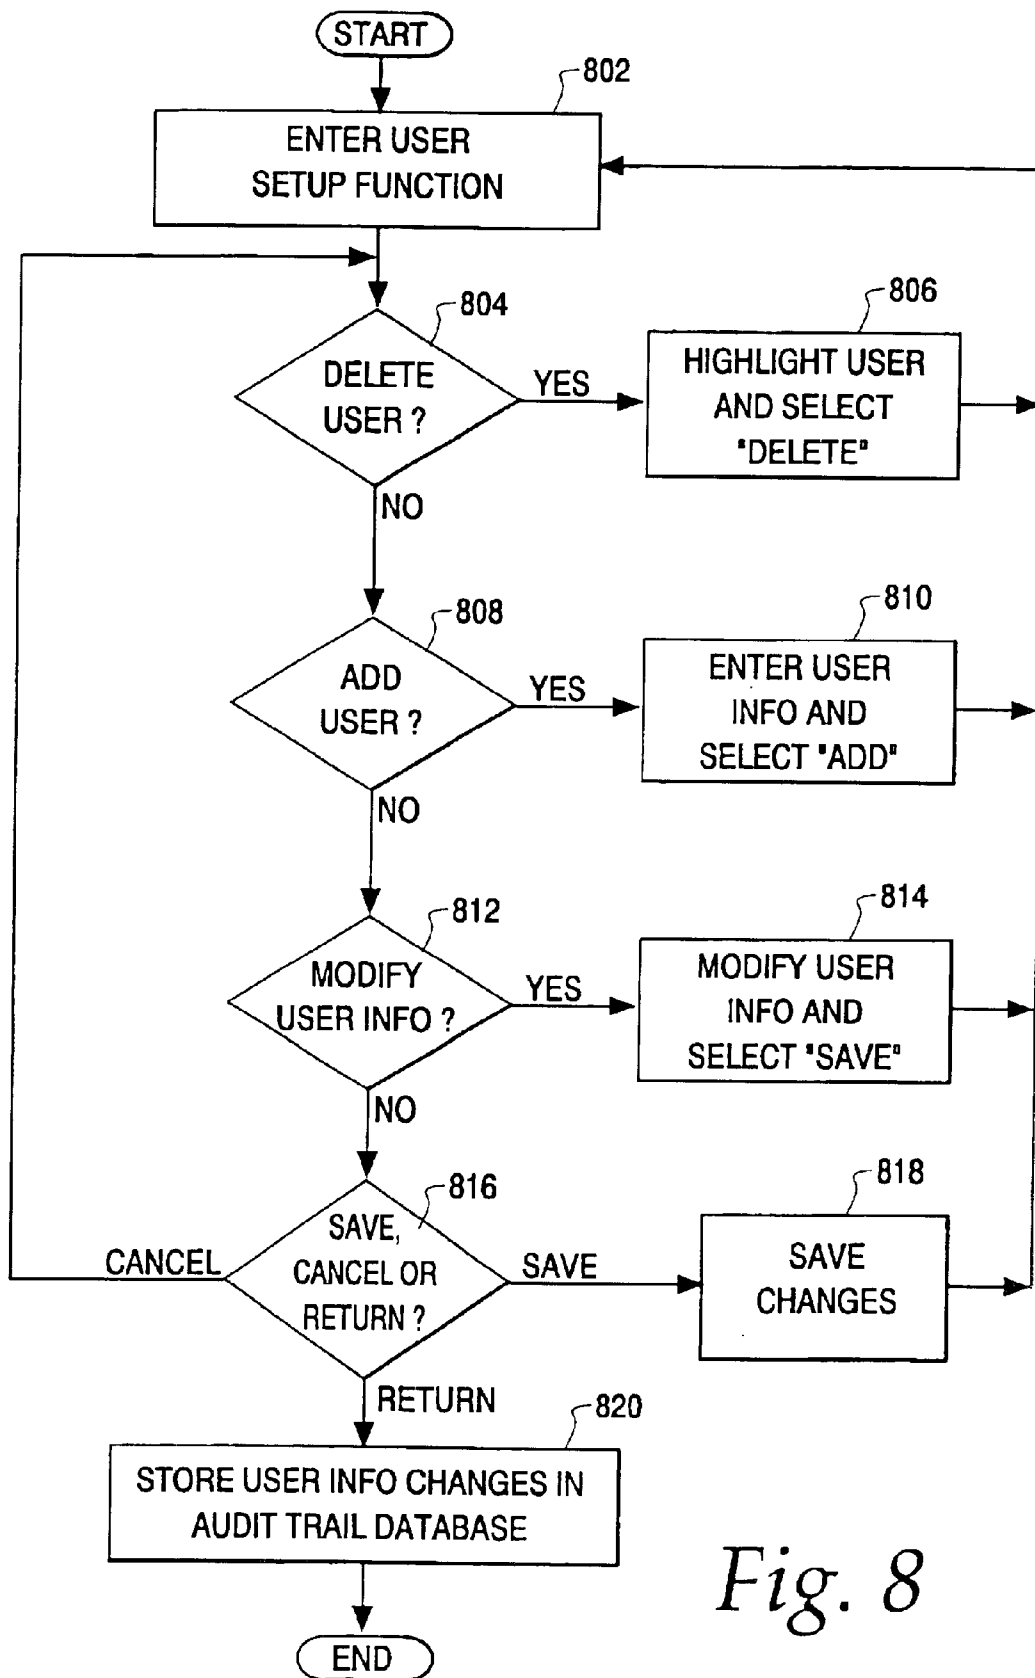 START
802
ENTER USER
SETUP FUNCTION
804
DELETE
USER ?
YES
NO
806
HIGHLIGHT USER
AND SELECT
"DELETE"
808
ADD
USER ?
YES
NO
810
ENTER USER
INFO AND
SELECT "ADD"
812
MODIFY
USER INFO ?
YES
NO
814
MODIFY USER
INFO AND
SELECT "SAVE"
816
SAVE,
CANCEL OR
RETURN ?
CANCEL
SAVE
RETURN
818
SAVE
CHANGES
820
STORE USER INFO CHANGES IN
AUDIT TRAIL DATABASE
END
Fig. 8